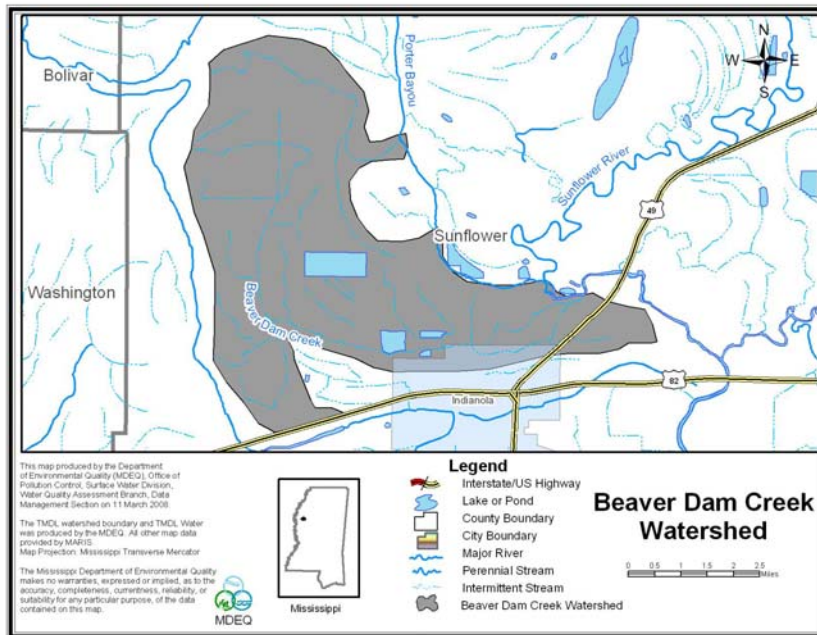 Bolivar
Porter Bayou
N
W E
S
Sunflower River
49
Sunflower
Washington
Beaver Dam Creek
82
Indianola
This map produced by the Department
of Environmental Quality (MDEQ), Office of
Pollution Control, Surface Water Division,
Water Quality Assessment Branch, Data
Management Section on 11 March 2008.
The TMDL watershed boundary and TMDL Water
was produced by the MDEQ. All other map data
provided by MARIS.
Map Projection: Mississippi Transverse Mercator
The Mississippi Department of Environmental Quality
makes no warranties, expressed or implied, as to the
accuracy, completeness, currentness, reliability, or
suitability for any particular purpose, of the data
contained on this map.
MDEQ
Mississippi
Legend
Interstate/US Highway
Lake or Pond
County Boundary
City Boundary
Major River
Perennial Stream
Intermittent Stream
Beaver Dam Creek Watershed
Beaver Dam Creek
Watershed
0 0.5 1 1.5 2 2.5
Miles